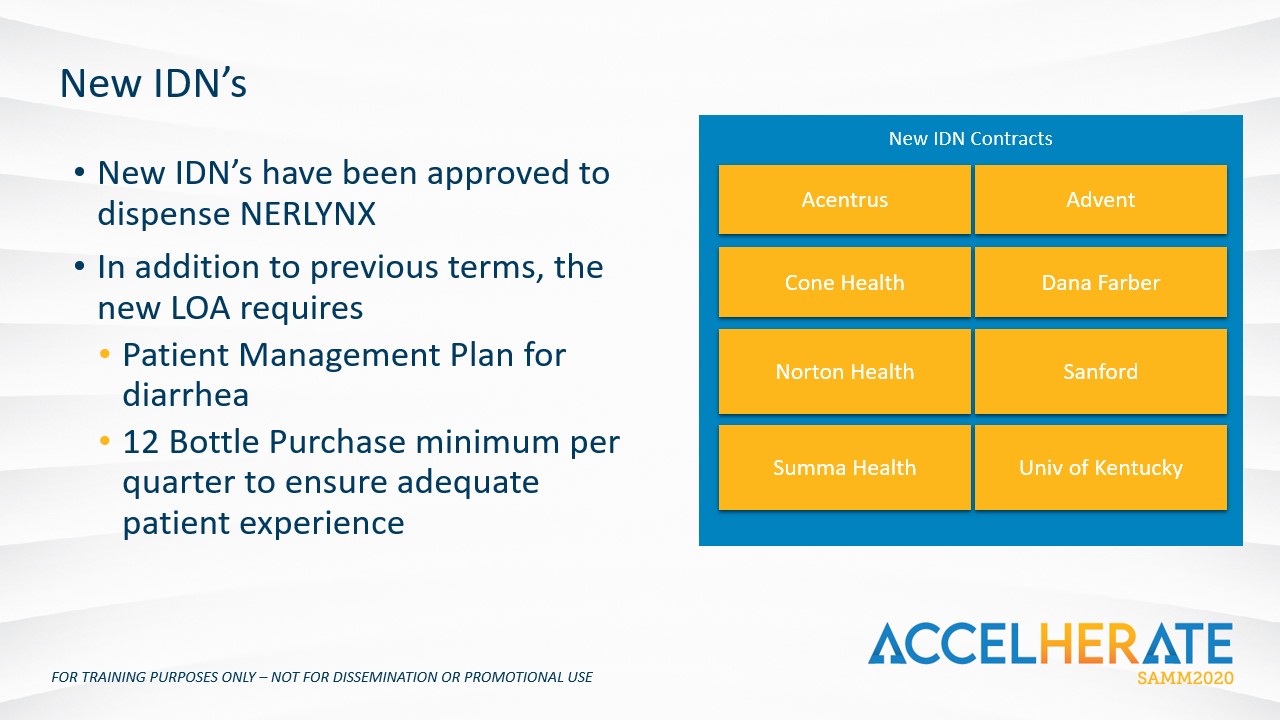 New IDN’s
• New IDN’s have been approved to
dispense NERLYNX
• In addition to previous terms, the
new LOA requires
• Patient Management Plan for
diarrhea
• 12 Bottle Purchase minimum per
quarter to ensure adequate
patient experience
New IDN Contracts
Acentrus
Advent
Cone Health
Dana Farber
Norton Health
Sanford
Summa Health
Univ of Kentucky
ACCELHERATE
SAMM2020
FOR TRAINING PURPOSES ONLY – NOT FOR DISSEMINATION OR PROMOTIONAL USE